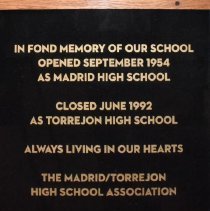 IN FOND MEMORY OF OUR SCHOOL
OPENED SEPTEMBER 1954
AS MADRID HIGH SCHOOL
CLOSED JUNE 1992
AS TORREJON HIGH SCHOOL
ALWAYS LIVING IN OUR HEARTS
THE MADRID/TORREJON
HIGH SCHOOL ASSOCIATION